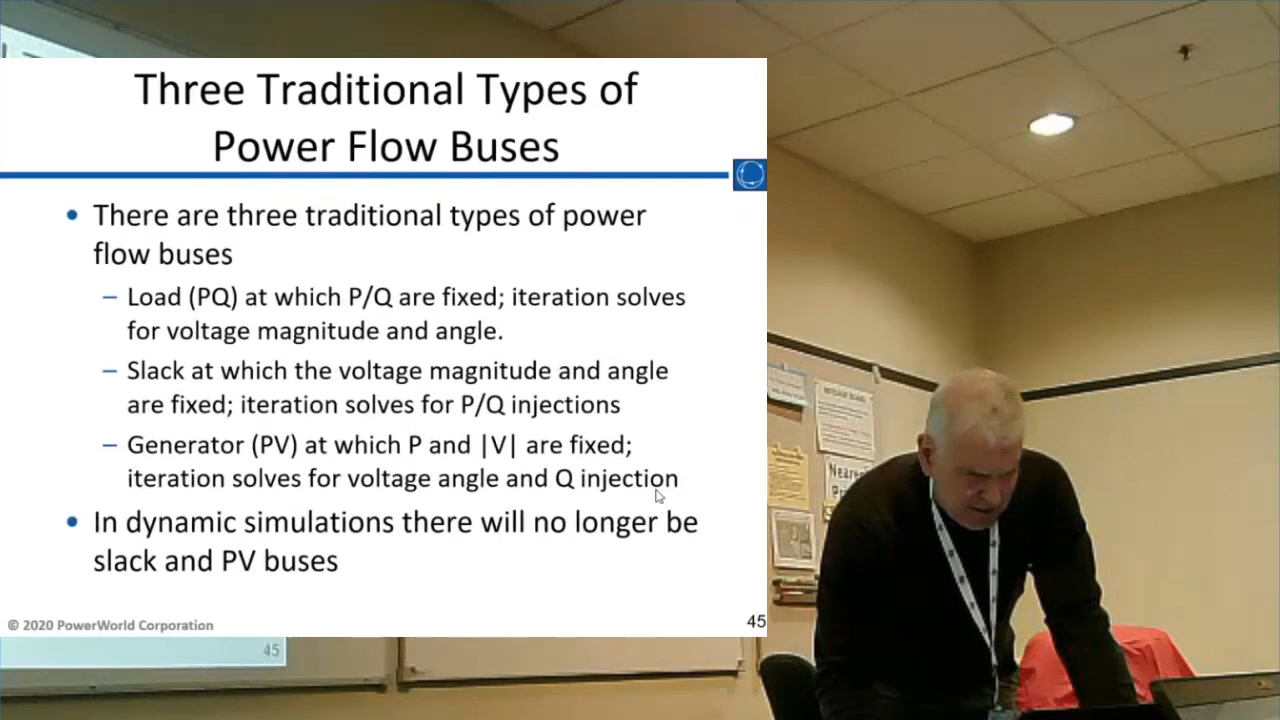 Three Traditional Types of
Power Flow Buses
• There are three traditional types of power
flow buses
– Load (PQ) at which P/Q are fixed; iteration solves
for voltage magnitude and angle.
– Slack at which the voltage magnitude and angle
are fixed; iteration solves for P/Q injections
– Generator (PV) at which P and |V| are fixed;
iteration solves for voltage angle and Q injection
• In dynamic simulations there will no longer be
slack and PV buses
© 2020 PowerWorld Corporation
45
45